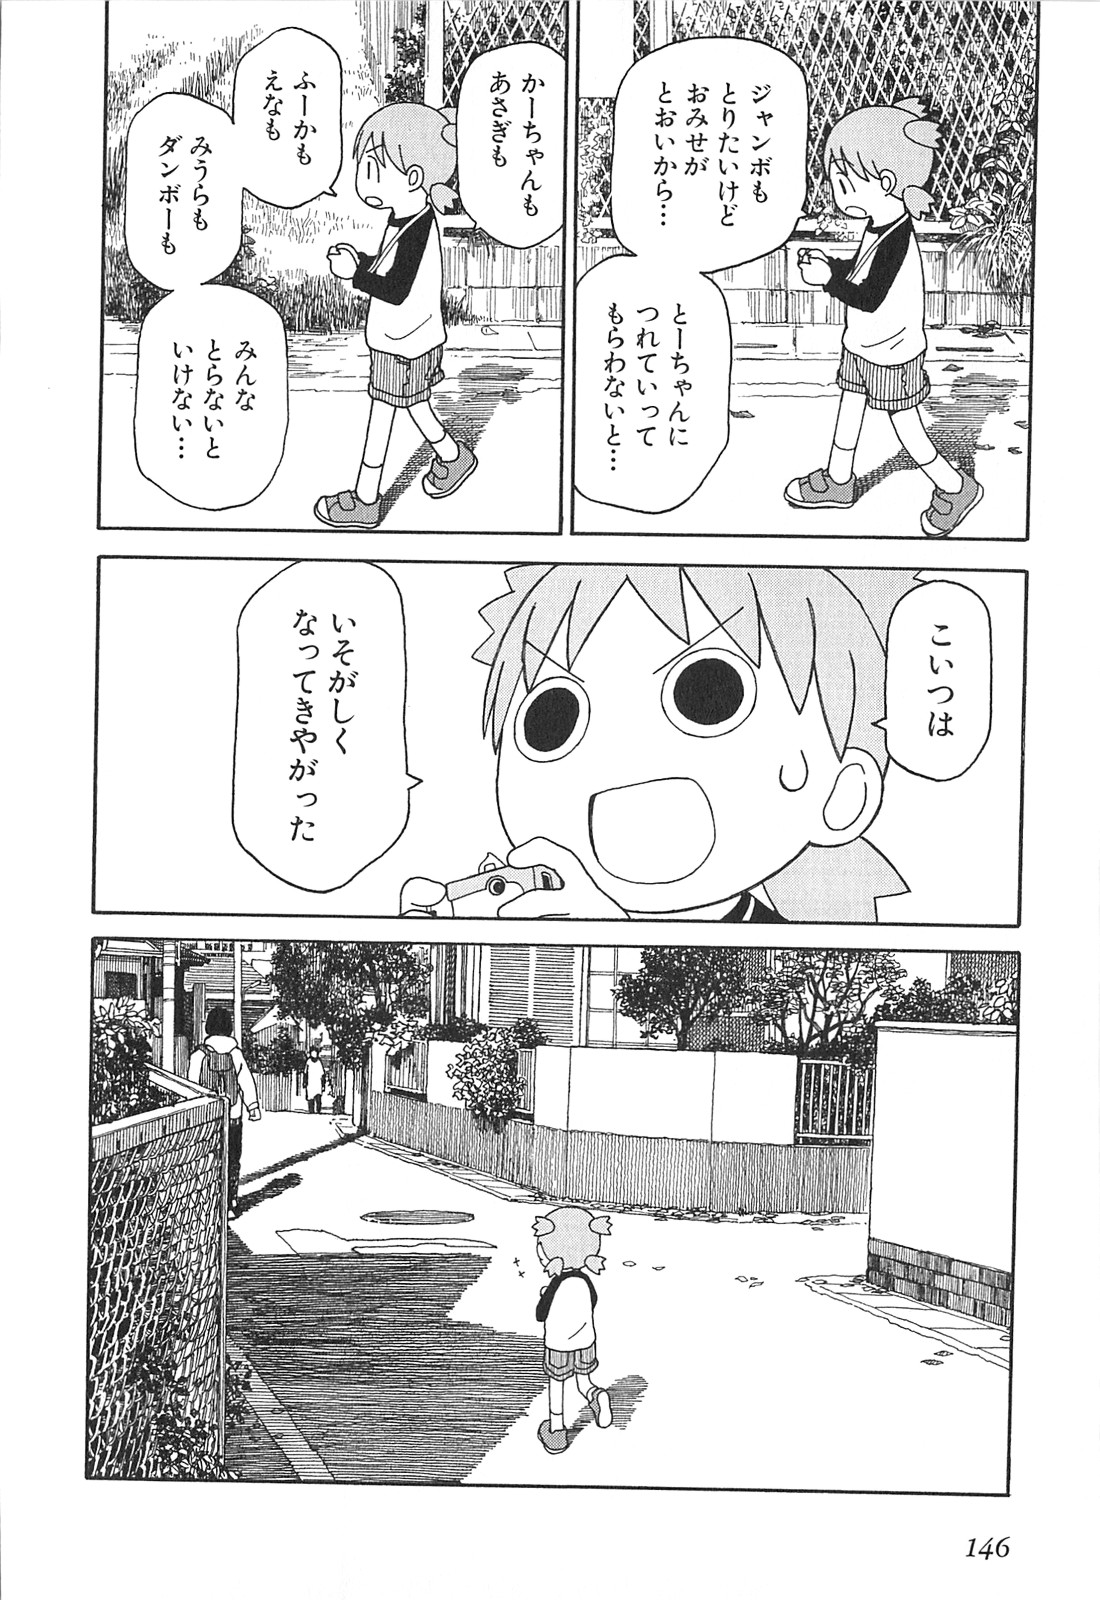 ジャンボも
とりたいけど
おみせが
とおいから…
とーちゃんに
つれていって
もらわないと…
かーちゃんも
あさぎも
ふーかも
えなも
みうらも
ダンボーも
みんな
とらないと
いけない…
こいつは
いそがしく
なってきやがった
146